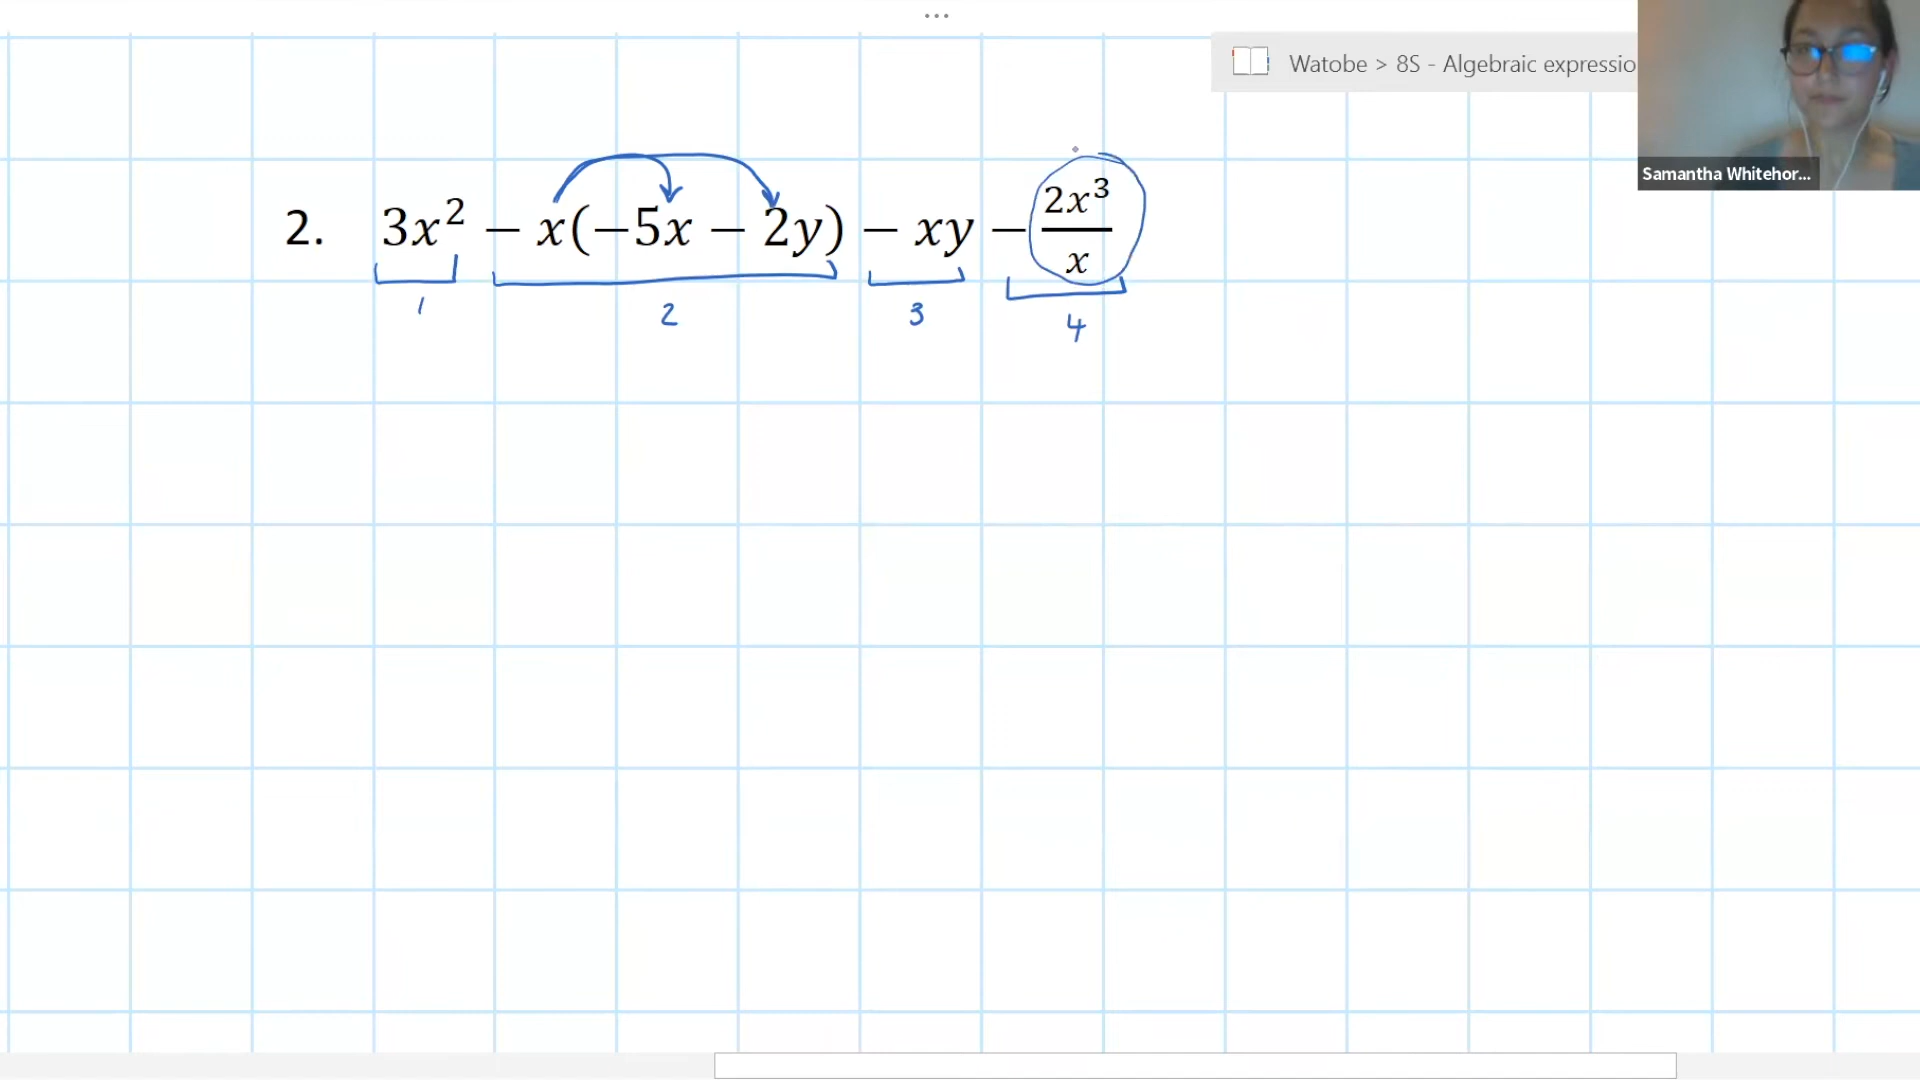 ...
Watobe > 8S - Algebraic expressio
Samantha Whitehor...
2. 3x² − x(−5x − 2y) − xy − 2x³/x
1 2 3 4